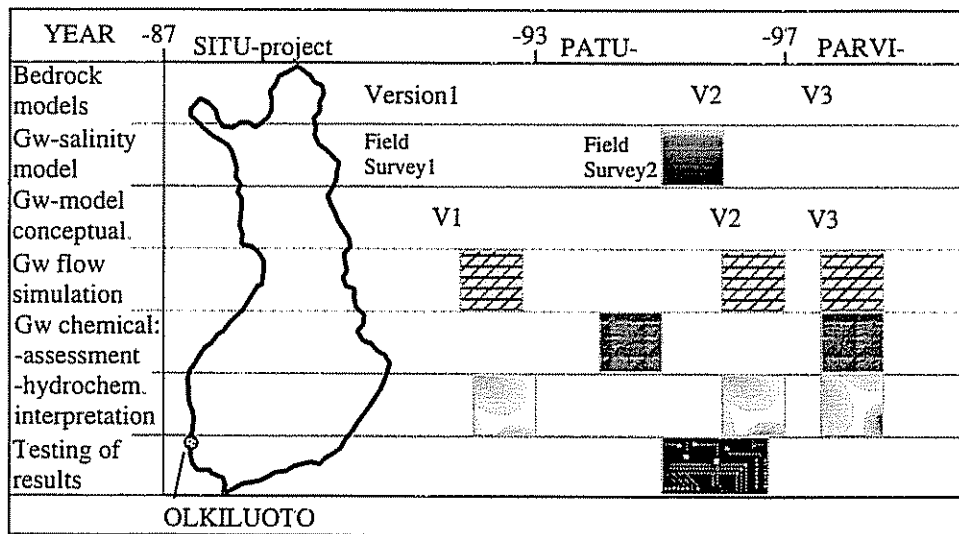 YEAR -87 SITU-project -93 PATU- -97 PARVI-
Bedrock
models
Version1 V2 V3
Gw-salinity
model
Field
Survey1
Field
Survey2
Gw-model
conceptual.
V1 V2 V3
Gw flow
simulation
Gw chemical:
-assessment
-hydrochem.
interpretation
Testing of
results
OLKILUOTO